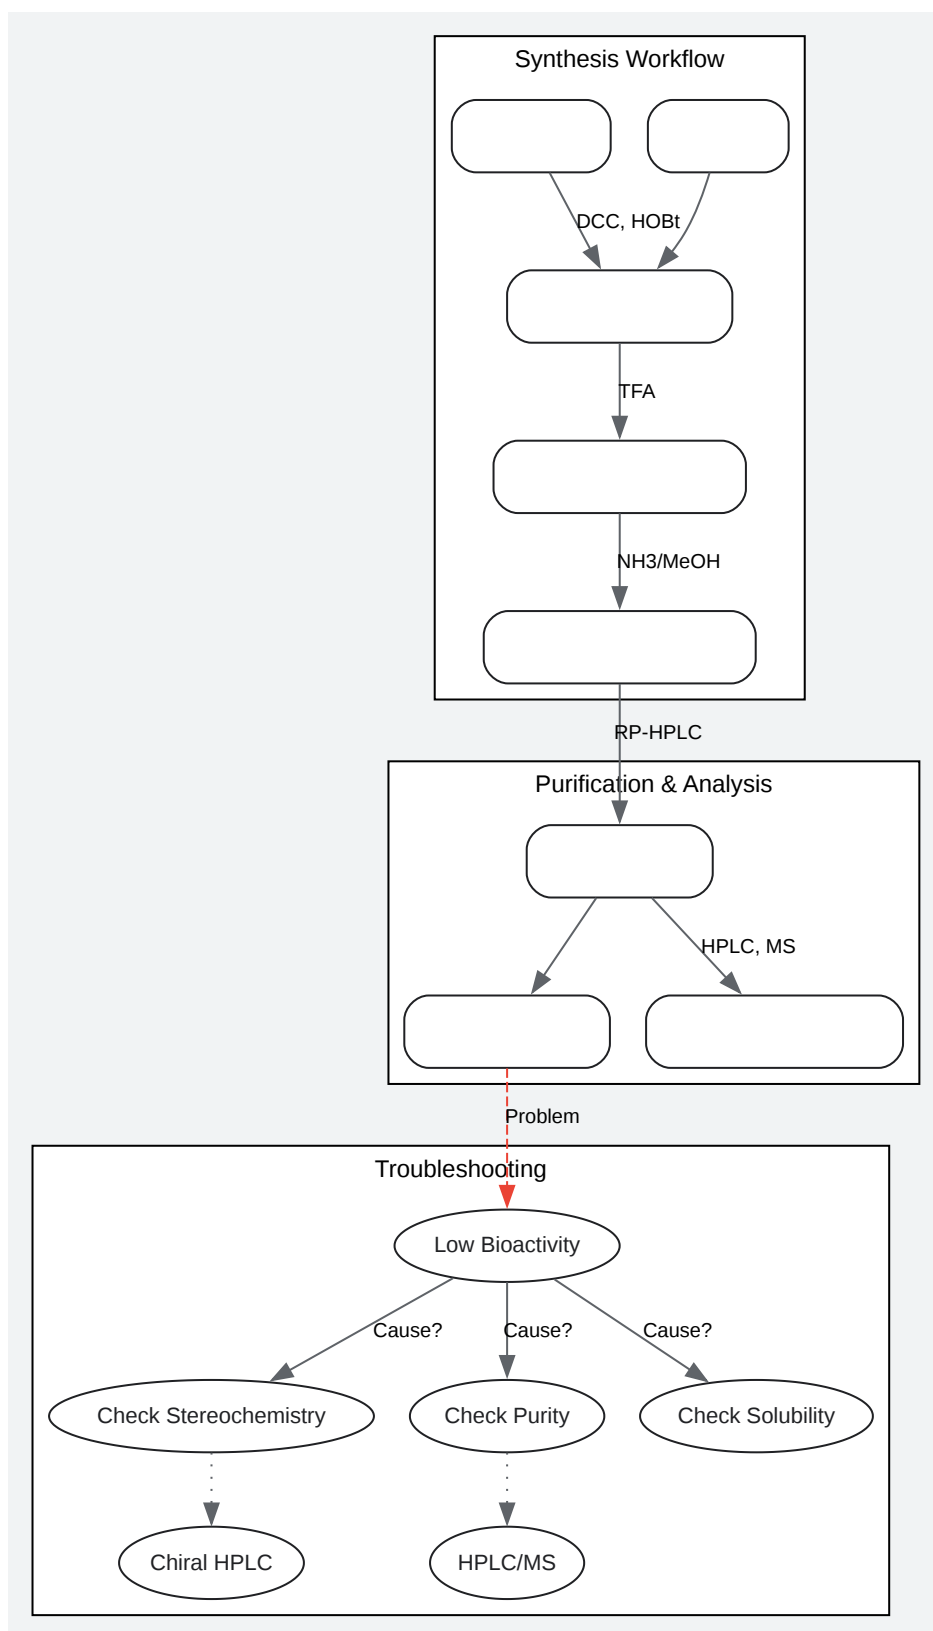 Synthesis Workflow
DCC, HOBt
TFA
NH3/MeOH
RP-HPLC
Purification & Analysis
HPLC, MS
Problem
Troubleshooting
Low Bioactivity
Cause? Cause? Cause?
Check Stereochemistry Check Purity Check Solubility
Chiral HPLC HPLC/MS